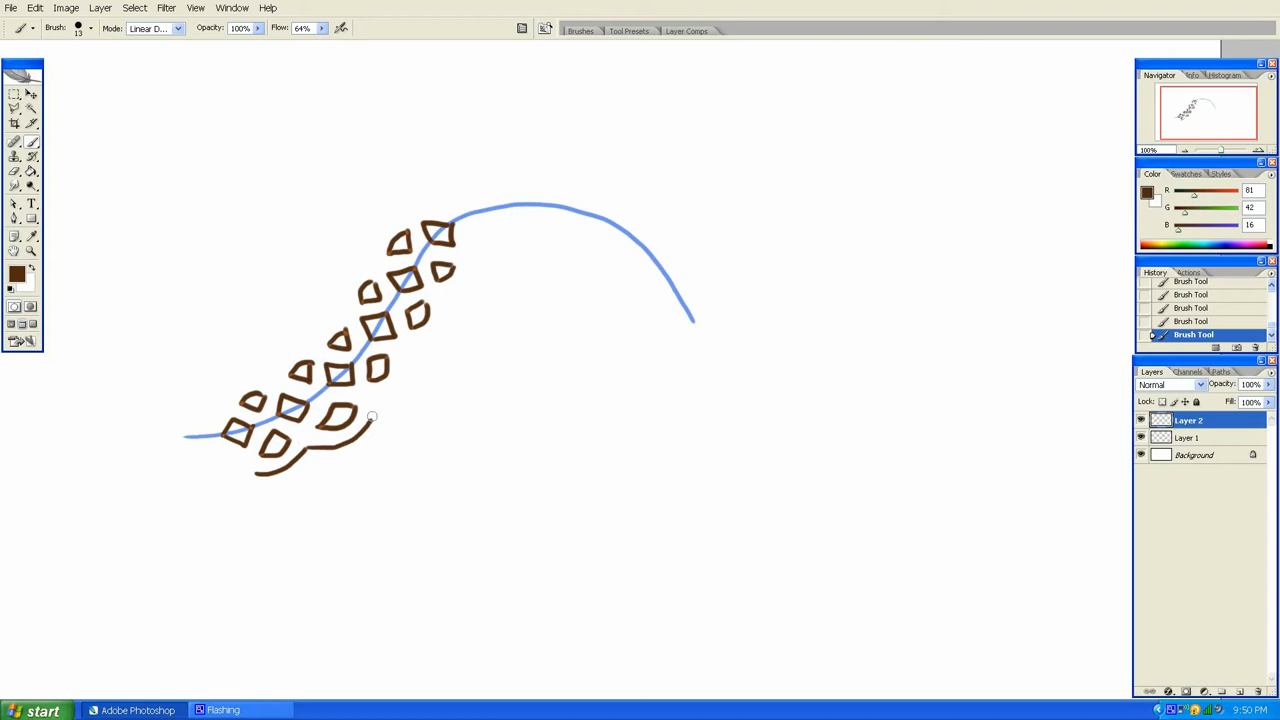 File Edit Image Layer Select Filter View Window Help
Brush: 13 Mode: Linear D... Opacity: 100% Flow: 64% Brushes Tool Presets Layer Comps
Navigator Info Histogram
100%
Color Swatches Styles
R 81
G 42
B 16
History Actions
Brush Tool
Brush Tool
Brush Tool
Brush Tool
Brush Tool
Layers Channels Paths
Normal Opacity: 100%
Lock: Fill: 100%
Layer 2
Layer 1
Background
start Adobe Photoshop Flashing 9:50 PM